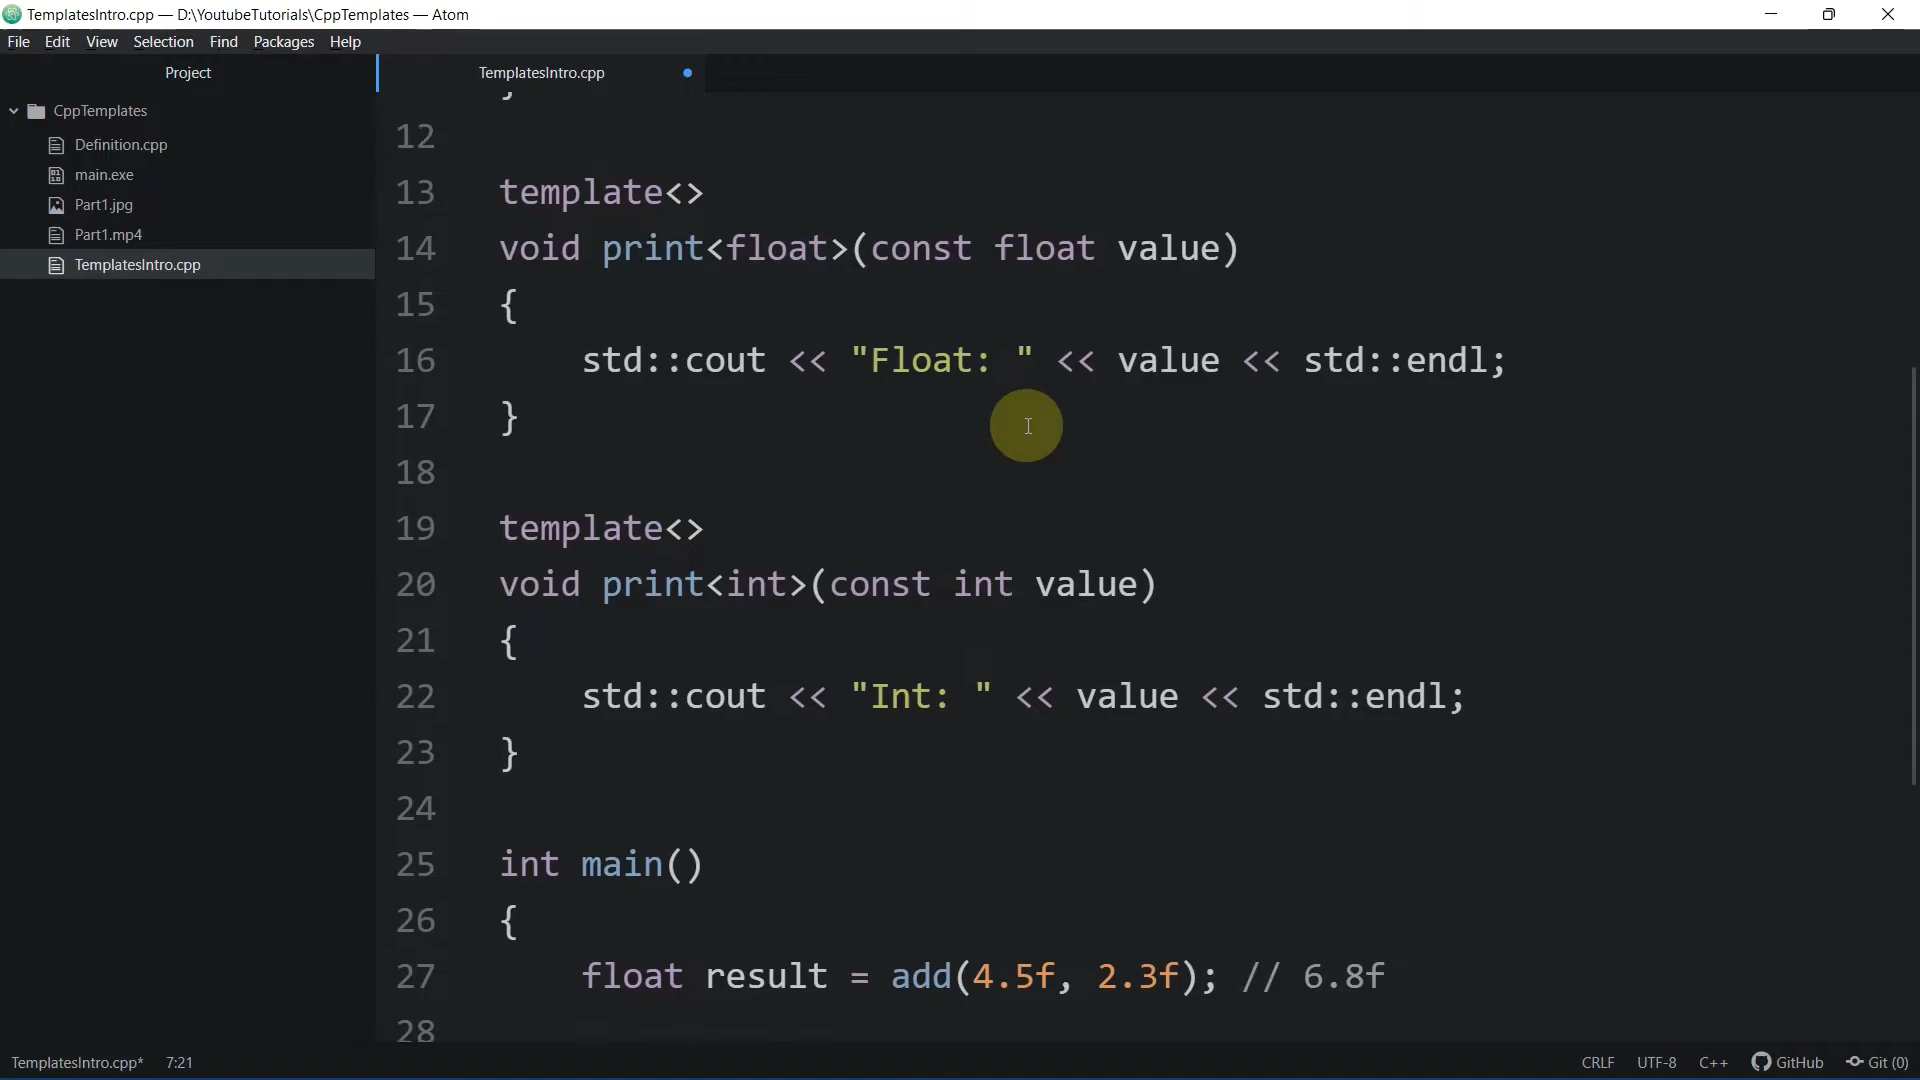 TemplatesIntro.cpp — D:\YoutubeTutorials\CppTemplates — Atom
File Edit View Selection Find Packages Help
Project
TemplatesIntro.cpp
CppTemplates
Definition.cpp
main.exe
Part1.jpg
Part1.mp4
TemplatesIntro.cpp
}
12
13 template<>
14 void print<float>(const float value)
15 {
16 std::cout << "Float: " << value << std::endl;
17 }
18
19 template<>
20 void print<int>(const int value)
21 {
22 std::cout << "Int: " << value << std::endl;
23 }
24
25 int main()
26 {
27 float result = add(4.5f, 2.3f); // 6.8f
28
TemplatesIntro.cpp* 7:21 CRLF UTF-8 C++ GitHub Git (0)